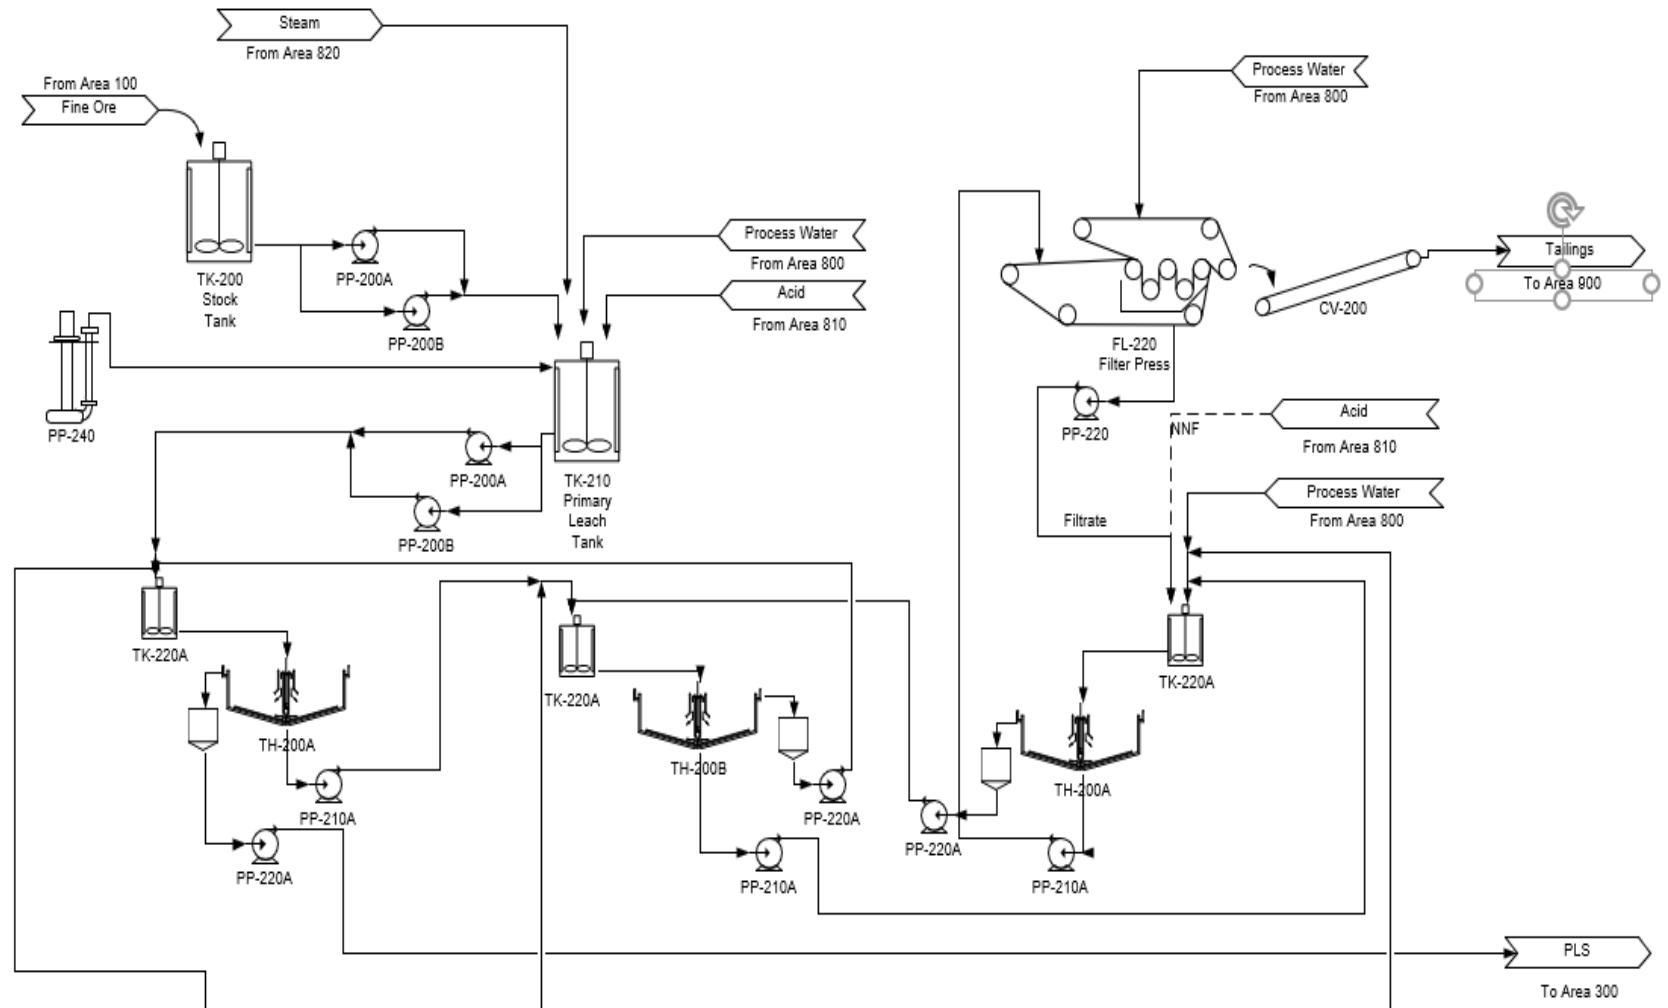 Steam
From Area 820
From Area 100
Fine Ore
Process Water
From Area 800
Process Water
From Area 800
Tailings
To Area 900
TK-200
Stock
Tank
PP-200A
PP-200B
Acid
From Area 810
CV-200
FL-220
Filter Press
PP-240
PP-220
Acid
From Area 810
NNF
PP-200A
TK-210
Primary
Leach
Tank
Process Water
From Area 800
Filtrate
PP-200B
TK-220A
TK-220A
TK-220A
TH-200A
TH-200B
TH-200A
PP-210A
PP-220A
PP-220A
PP-220A
PP-210A
PP-210A
PLS
To Area 300